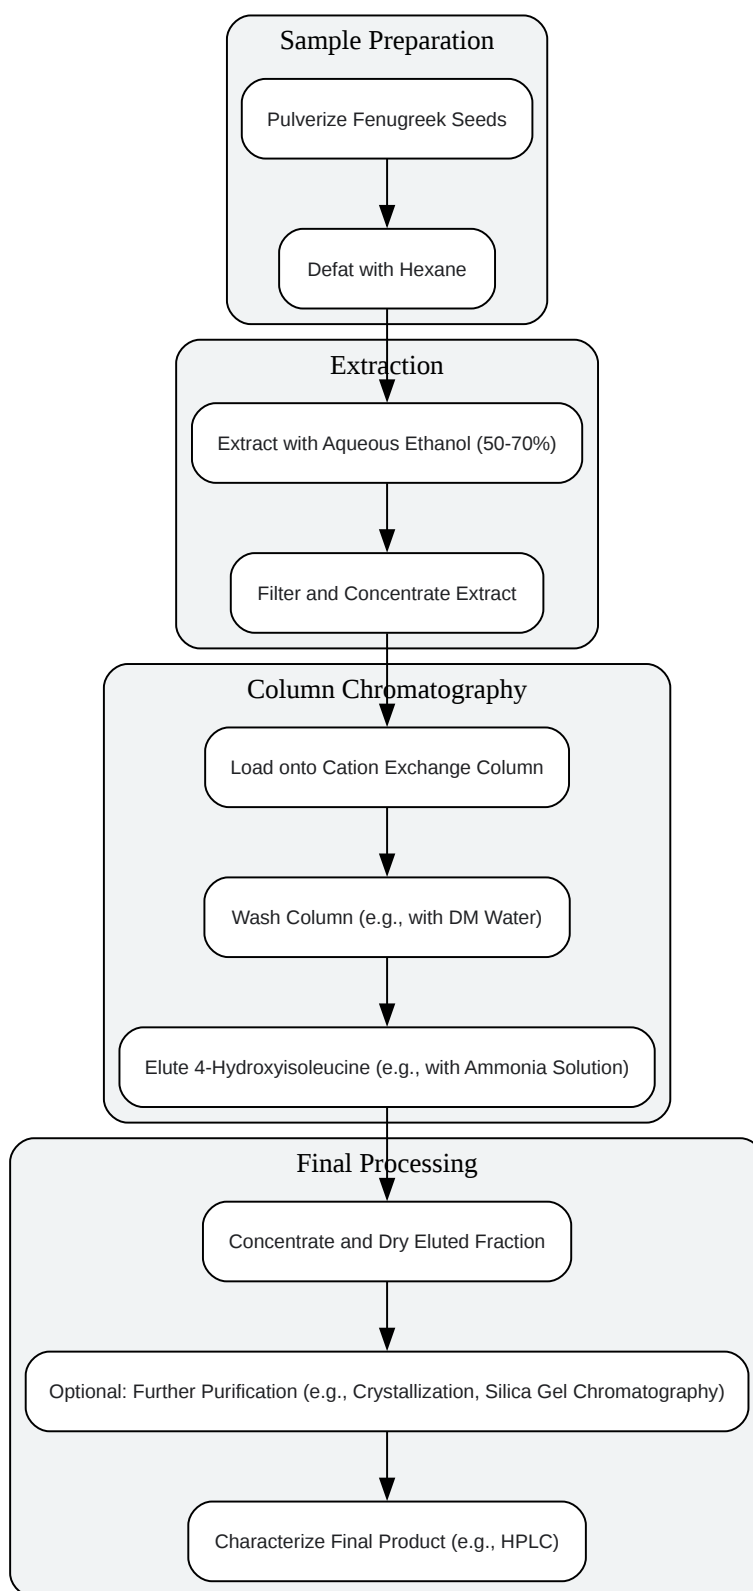 Sample Preparation
Pulverize Fenugreek Seeds
Defat with Hexane
Extraction
Extract with Aqueous Ethanol (50-70%)
Filter and Concentrate Extract
Column Chromatography
Load onto Cation Exchange Column
Wash Column (e.g., with DM Water)
Elute 4-Hydroxyisoleucine (e.g., with Ammonia Solution)
Final Processing
Concentrate and Dry Eluted Fraction
Optional: Further Purification (e.g., Crystallization, Silica Gel Chromatography)
Characterize Final Product (e.g., HPLC)